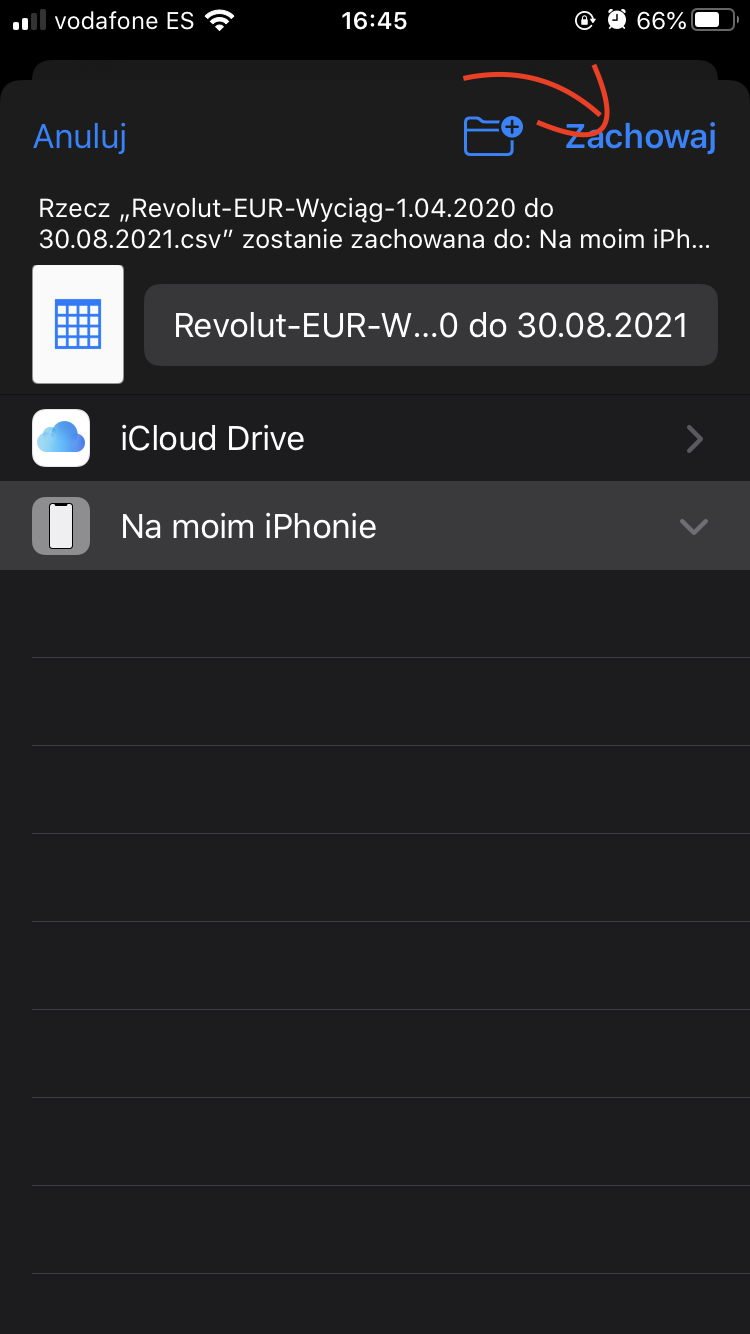 vodafone ES 16:45 66%
Anuluj Zachowaj
Rzecz „Revolut-EUR-Wyciąg-1.04.2020 do
30.08.2021.csv” zostanie zachowana do: Na moim iPh...
Revolut-EUR-W...0 do 30.08.2021
iCloud Drive
Na moim iPhonie